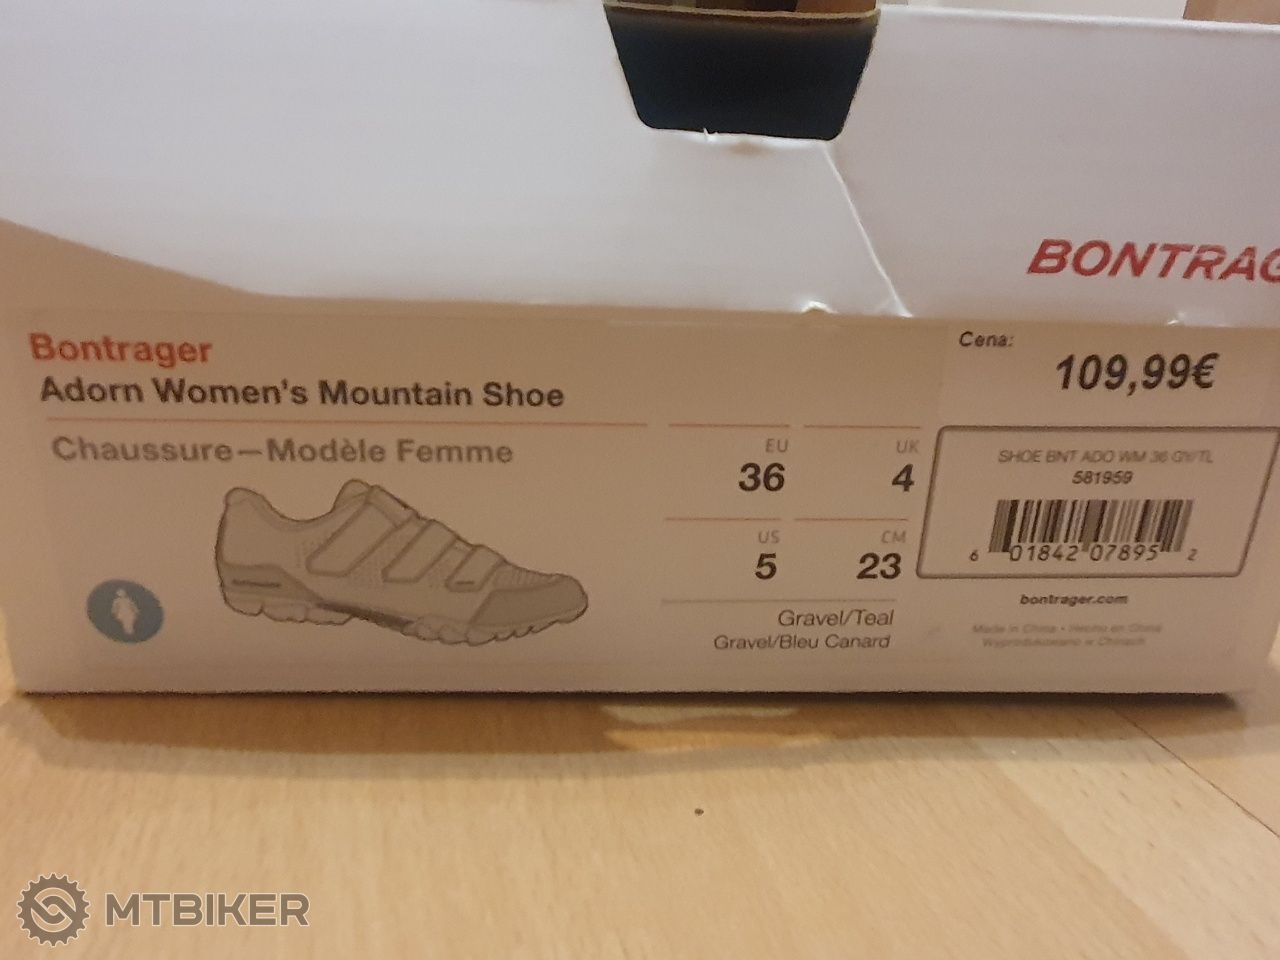 BONTRAG
Bontrager
Adorn Women's Mountain Shoe
Chaussure—Modèle Femme
EU
36
UK
4
US
5
CM
23
Gravel/Teal
Gravel/Bleu Canard
Cena:
109,99€
SHOE BNT ADO WM 36 GY/TL
581959
6 01842 07895 2
bontrager.com
Made in China • Hecho en China
Wyprodukowano w Chinach
MTBIKER